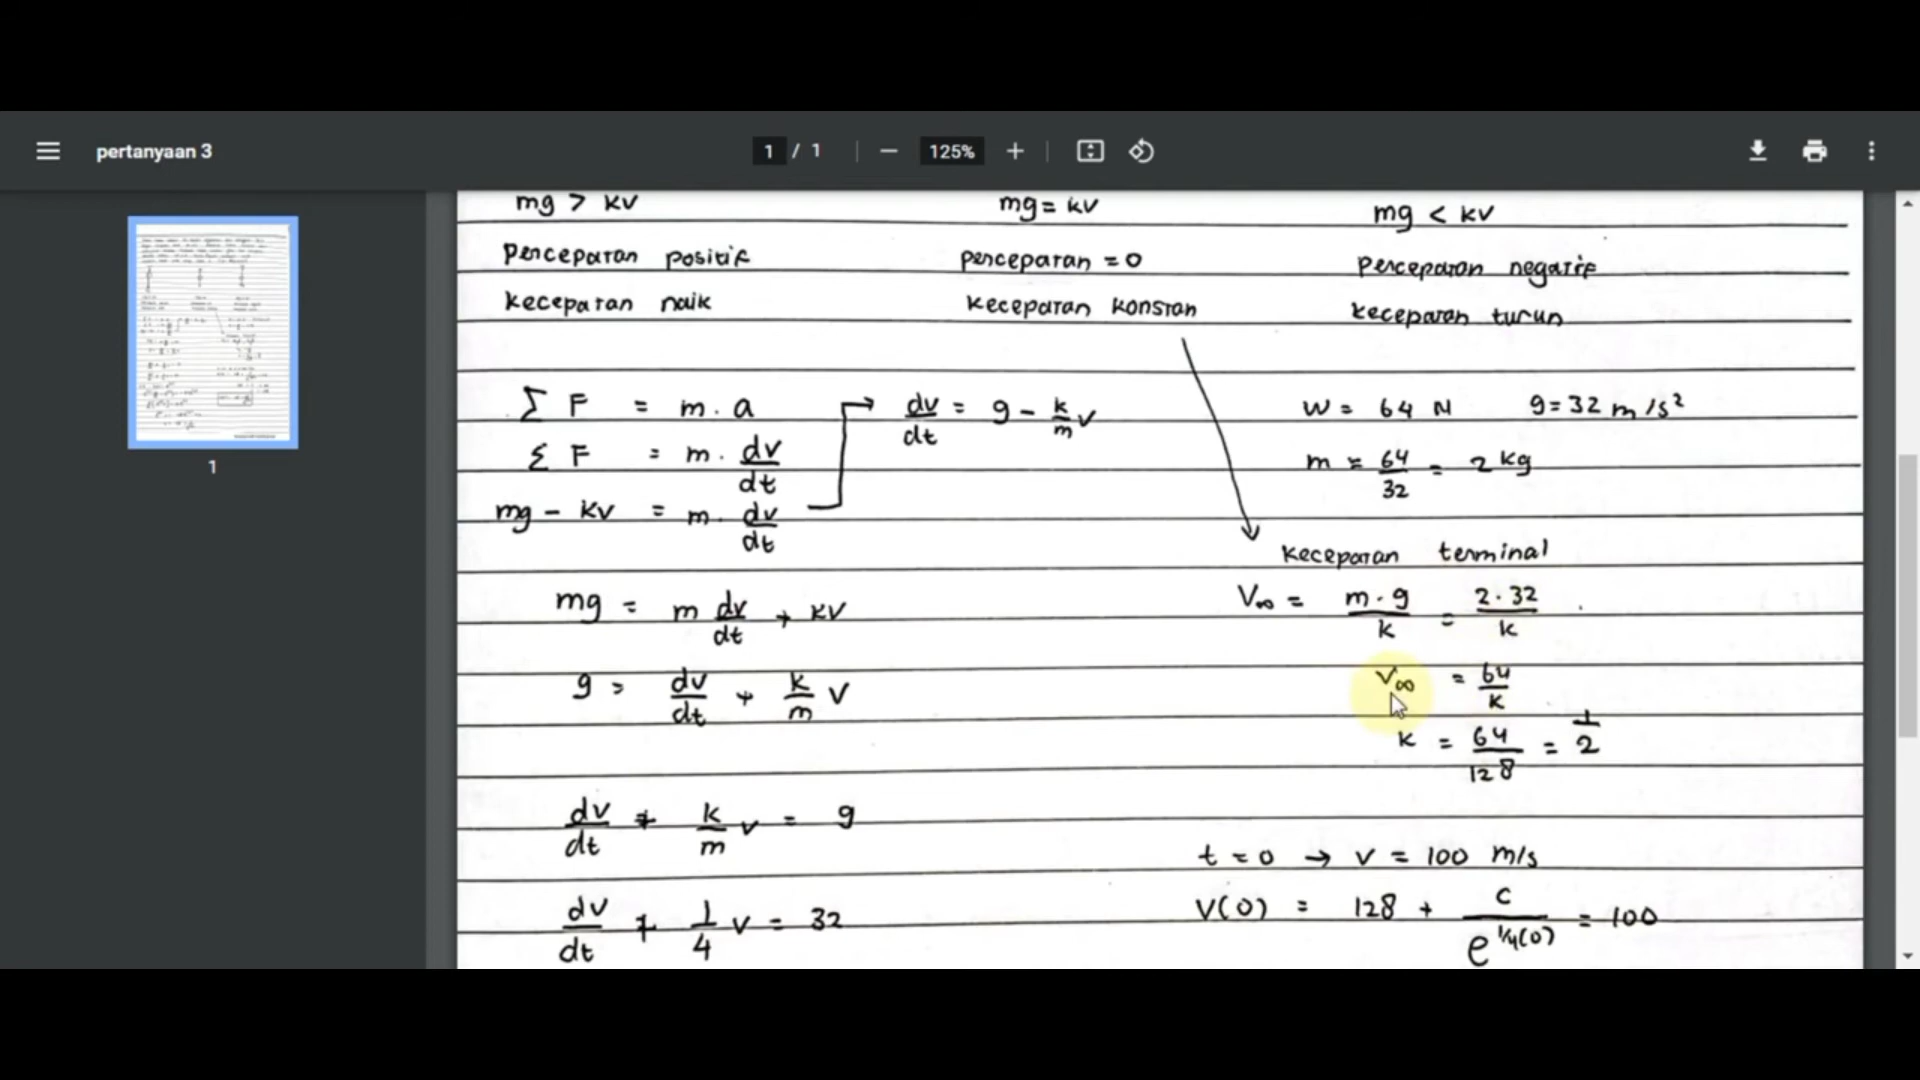 pertanyaan 3
1 / 1
125%
1
mg > kv
mg = kv
mg < kv
Percepatan positif
percepatan = 0
Percepatan negatif
Kecepatan naik
Kecepatan konstan
Kecepatan turun
Σ F = m . a
Σ F = m . dv/dt
mg - kv = m . dv/dt
dv/dt = g - k/m v
mg = m dv/dt + kv
g = dv/dt + k/m v
dv/dt + k/m v = g
dv/dt + 1/4 v = 32
W = 64 N g = 32 m/s²
m = 64/32 = 2 kg
Kecepatan terminal
V∞ = m . g/k = 2 . 32/k
V∞ = 64/k
k = 64/128 = 1/2
t = 0 → v = 100 m/s
V(0) = 128 + c/e^1/4(0) = 100